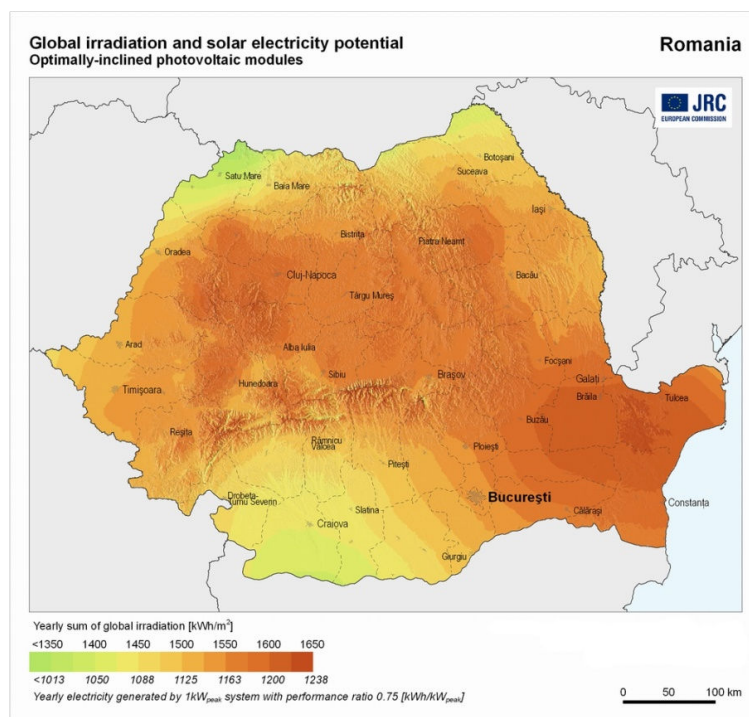 Global irradiation and solar electricity potential
Optimally-inclined photovoltaic modules
Romania
JRC
EUROPEAN COMMISSION
Botoşani
Suceava
Satu Mare
Baia Mare
Iaşi
Bistriţa
Piatra-Neamţ
Oradea
Cluj-Napoca
Bacău
Târgu Mureş
Arad
Alba Iulia
Focşani
Sibiu
Braşov
Galaţi
Hunedoara
Timişoara
Brăila
Tulcea
Buzău
Reşiţa
Râmnicu
Vâlcea
Ploieşti
Piteşti
Drobeta-
Turnu Severin
Bucureşti
Constanţa
Slatina
Călăraşi
Craiova
Giurgiu
Yearly sum of global irradiation [kWh/m²]
<1350 1400 1450 1500 1550 1600 1650
<1013 1050 1088 1125 1163 1200 1238
Yearly electricity generated by 1kWpeak system with performance ratio 0.75 [kWh/kWpeak]
0 50 100 km